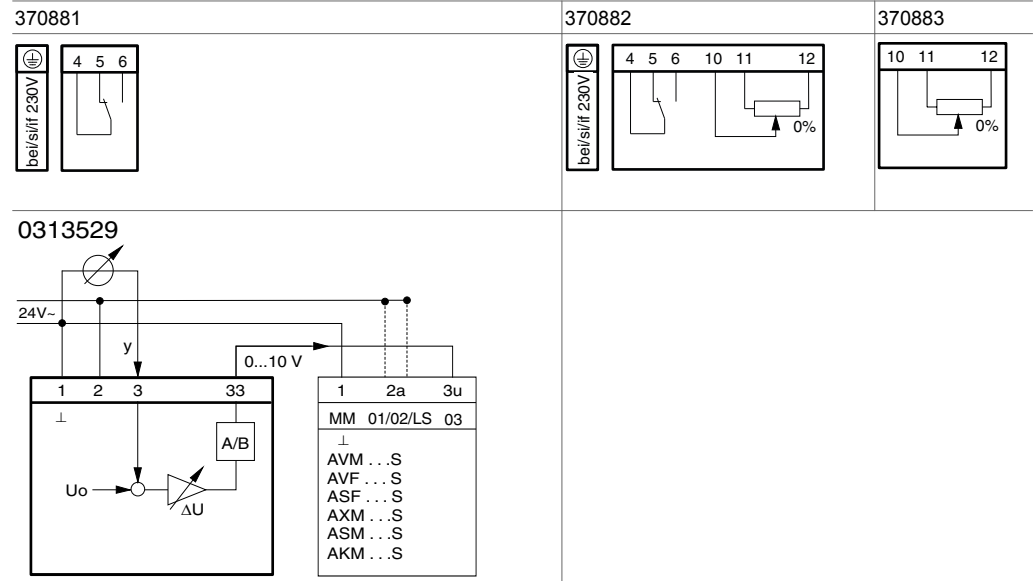 370881
370882
370883
bei/si/if 230V
4 5 6
bei/si/if 230V
4 5 6 10 11 12
0%
10 11 12
0%
0313529
24V~
y
0...10 V
1 2 3 33
⊥
A/B
Uo
ΔU
1 2a 3u
MM 01/02/LS 03
⊥
AVM . . .S
AVF . . . S
ASF . . . S
AXM . . .S
ASM . . .S
AKM . . .S